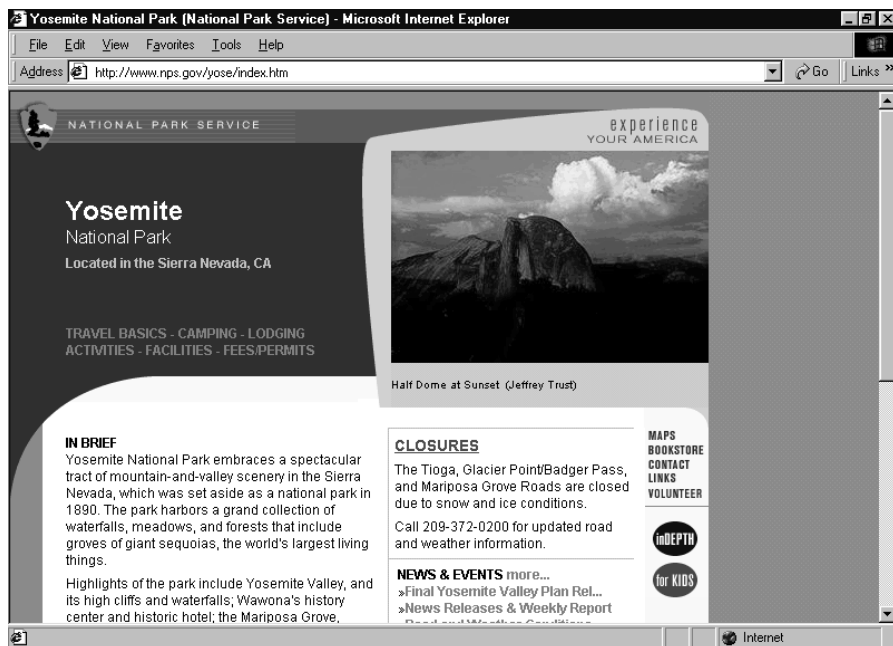 Yosemite National Park (National Park Service) - Microsoft Internet Explorer
File Edit View Favorites Tools Help
Address http://www.nps.gov/yose/index.htm Go Links »
NATIONAL PARK SERVICE
experience
YOUR AMERICA
Yosemite
National Park
Located in the Sierra Nevada, CA
TRAVEL BASICS - CAMPING - LODGING
ACTIVITIES - FACILITIES - FEES/PERMITS
Half Dome at Sunset (Jeffrey Trust)
IN BRIEF
Yosemite National Park embraces a spectacular
tract of mountain-and-valley scenery in the Sierra
Nevada, which was set aside as a national park in
1890. The park harbors a grand collection of
waterfalls, meadows, and forests that include
groves of giant sequoias, the world's largest living
things.
Highlights of the park include Yosemite Valley, and
its high cliffs and waterfalls; Wawona's history
center and historic hotel; the Mariposa Grove,
CLOSURES
The Tioga, Glacier Point/Badger Pass,
and Mariposa Grove Roads are closed
due to snow and ice conditions.
Call 209-372-0200 for updated road
and weather information.
NEWS & EVENTS more...
»Final Yosemite Valley Plan Rel...
»News Releases & Weekly Report
Road and Weather Conditions
MAPS
BOOKSTORE
CONTACT
LINKS
VOLUNTEER
inDEPTH
for KIDS
Internet